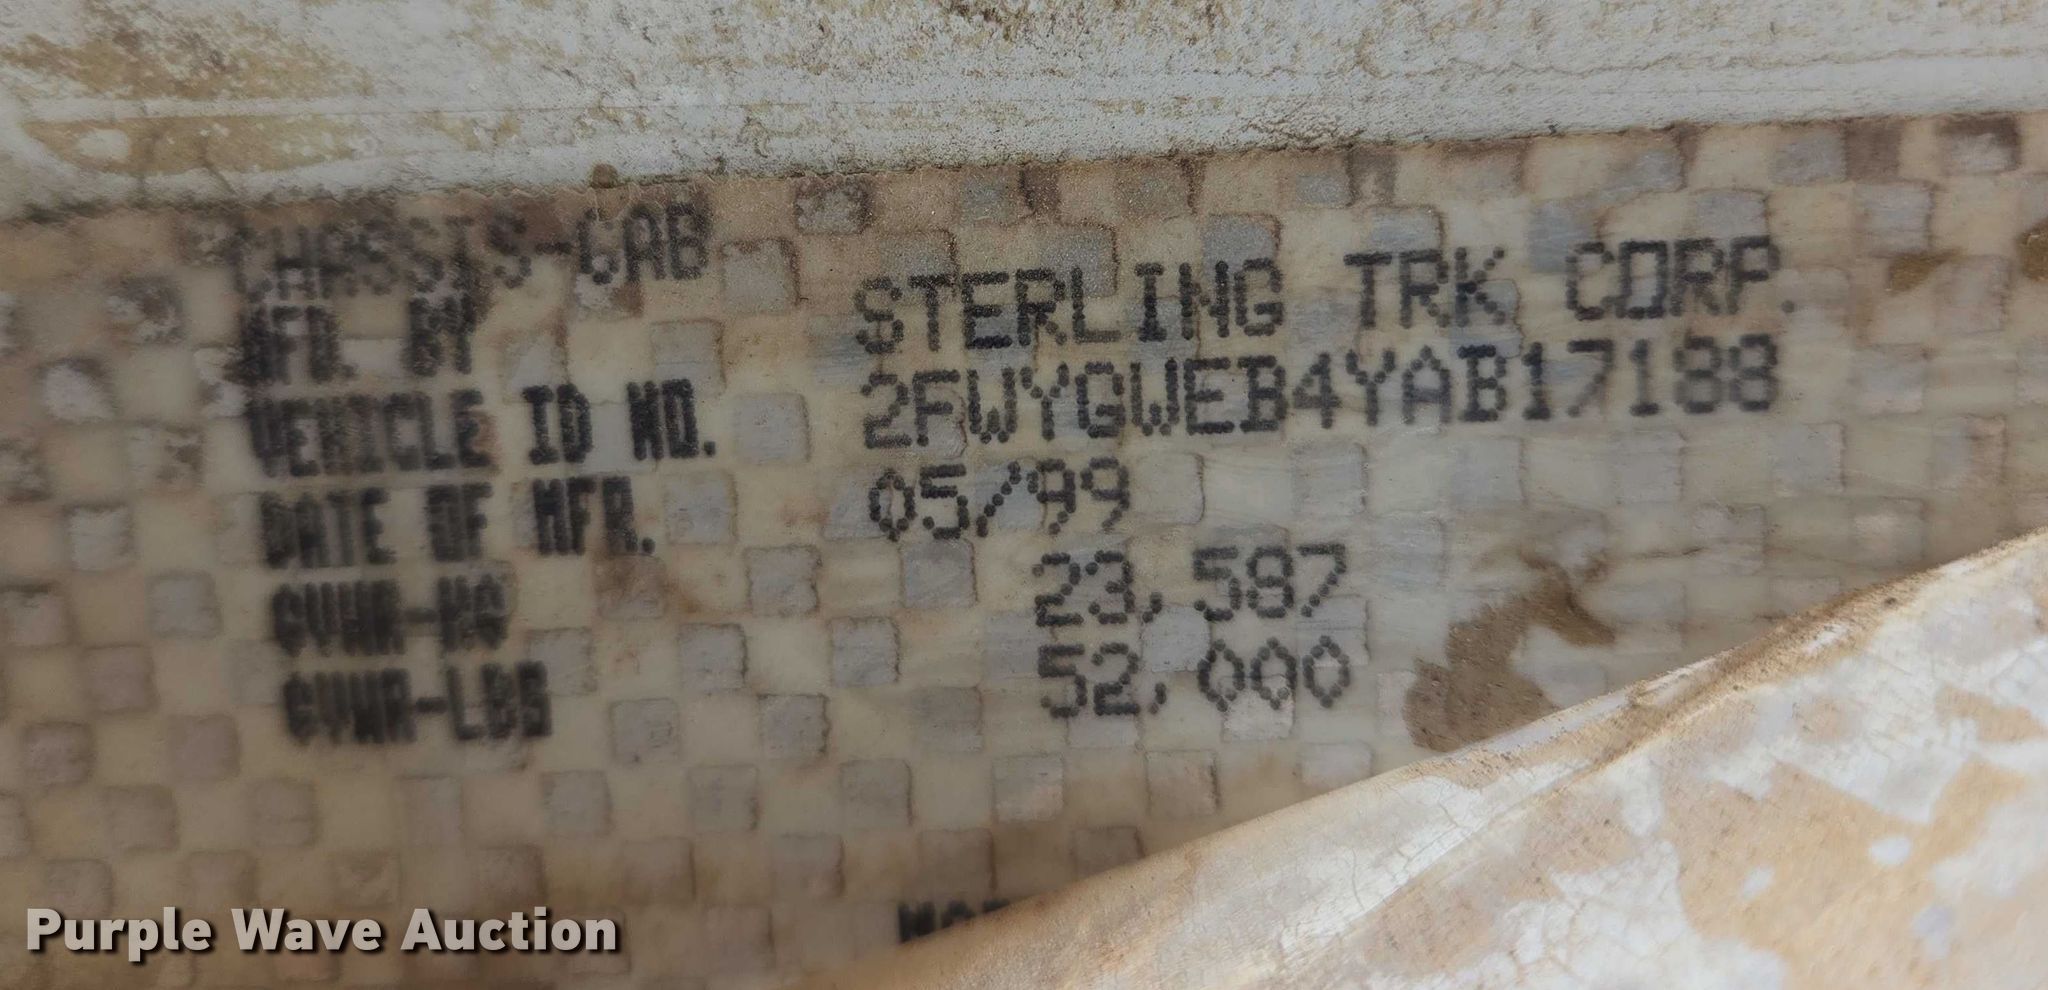 CHASSIS-CAB
MFD. BY STERLING TRK CORP.
VEHICLE ID NO. 2FWYGWEB4YAB17188
DATE OF MFR. 05/99
GVWR-KG 23,587
GVWR-LBS 52,000
Purple Wave Auction